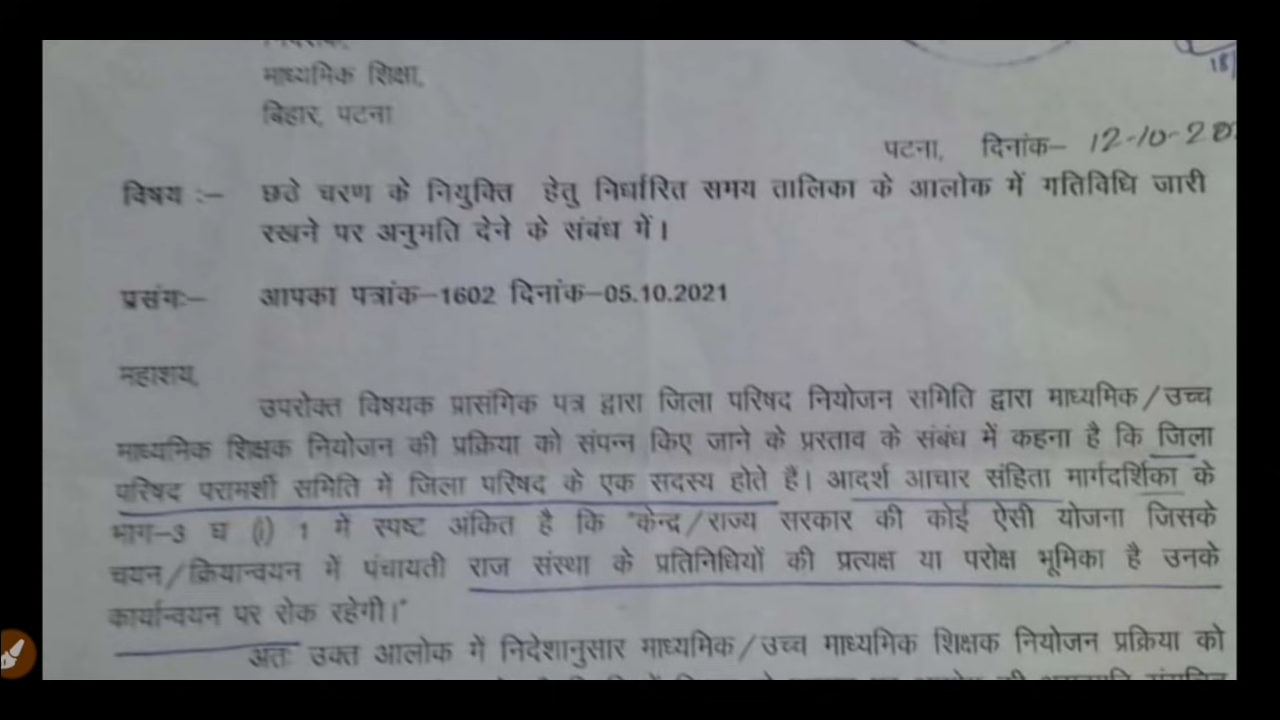 माध्यमिक शिक्षा,
बिहार, पटना
18
पटना, दिनांक– 12-10-20
विषय :– छठे चरण के नियुक्ति हेतु निर्धारित समय तालिका के आलोक में गतिविधि जारी
रखने पर अनुमति देने के संबंध में।
प्रसंगः– आपका पत्रांक–1602 दिनांक–05.10.2021
महाशय,
उपरोक्त विषयक प्रासंगिक पत्र द्वारा जिला परिषद नियोजन समिति द्वारा माध्यमिक/उच्च
माध्यमिक शिक्षक नियोजन की प्रक्रिया को संपन्न किए जाने के प्रस्ताव के संबंध में कहना है कि जिला
परिषद परामर्शी समिति में जिला परिषद के एक सदस्य होते है। आदर्श आचार संहिता मार्गदर्शिका के
भाग–3 घ (i) 1 में स्पष्ट अंकित है कि "केन्द्र/राज्य सरकार की कोई ऐसी योजना जिसके
चयन/क्रियान्वयन में पंचायती राज संस्था के प्रतिनिधियों की प्रत्यक्ष या परोक्ष भूमिका है उनके
कार्यान्वयन पर रोक रहेगी।"
अतः उक्त आलोक में निदेशानुसार माध्यमिक/उच्च माध्यमिक शिक्षक नियोजन प्रक्रिया को